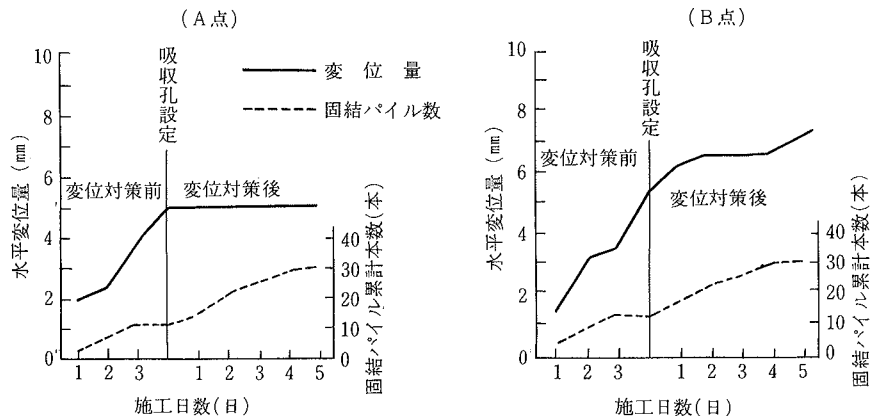 (A点)
10
8
6
4
2
0
水平変位量(mm)
吸収孔設定
変位量
固結パイル数
変位対策前
変位対策後
40
30
20
10
0
固結パイル累計本数(本)
1 2 3 1 2 3 4 5
施工日数(日)
(B点)
10
8
6
4
2
0
水平変位量(mm)
吸収孔設定
変位対策前
変位対策後
40
30
20
10
0
固結パイル累計本数(本)
1 2 3 1 2 3 4 5
施工日数(日)